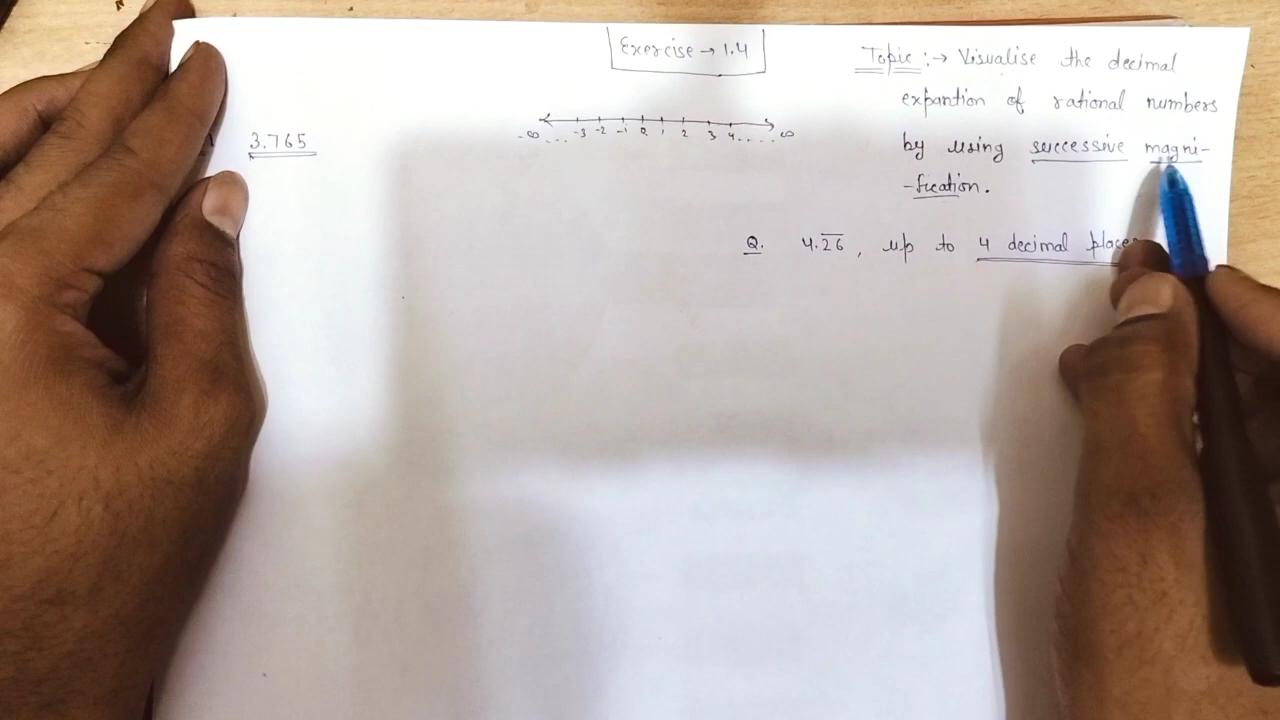 Exercise → 1.4
Topic :→ Visualise the decimal
expantion of rational numbers
by using successive magni-
-fication.
3.765
-∞ ... -3 -2 -1 0 1 2 3 4 .... ∞
Q. 4.2̅6̅, up to 4 decimal places